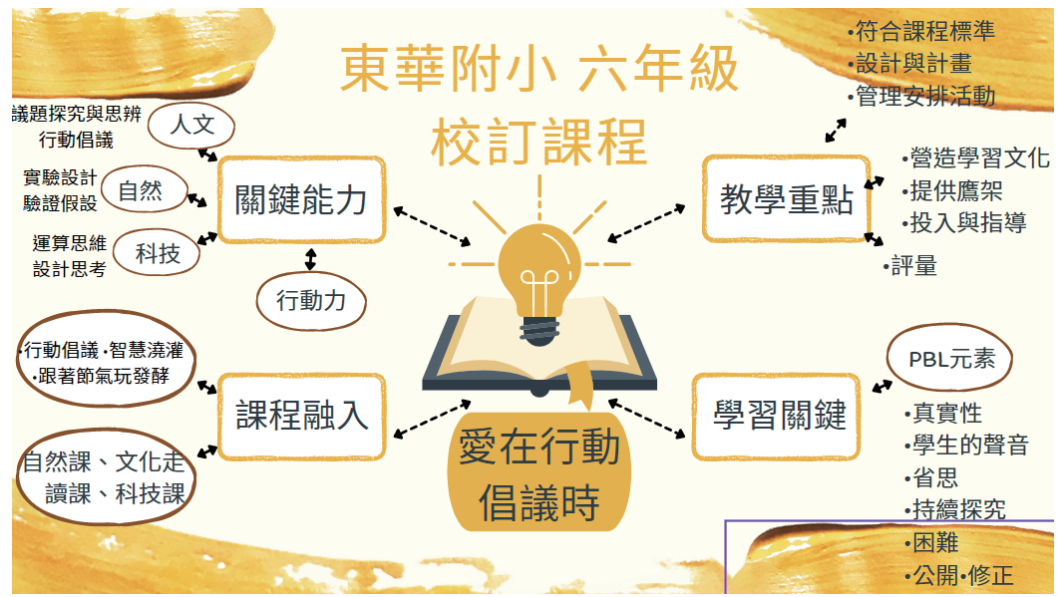 東華附小 六年級
校訂課程
議題探究與思辨
行動倡議
人文
實驗設計
驗證假設
自然
運算思維
設計思考
科技
關鍵能力
行動力
•行動倡議 •智慧澆灌
•跟著節氣玩發酵
自然課、文化走
讀課、科技課
課程融入
愛在行動
倡議時
•符合課程標準
•設計與計畫
•管理安排活動
教學重點
•營造學習文化
•提供鷹架
•投入與指導
•評量
PBL元素
學習關鍵
•真實性
•學生的聲音
•省思
•持續探究
•困難
•公開•修正